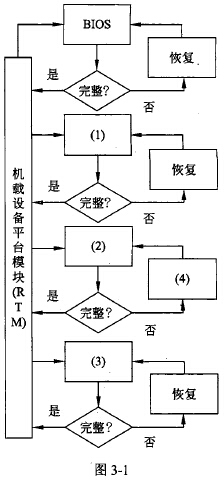 BIOS
恢复
是
完整?
否
(1)
恢复
是
完整?
否
机载设备平台模块(RTM)
(2)
(4)
是
完整?
否
(3)
恢复
是
完整?
否
图 3-1